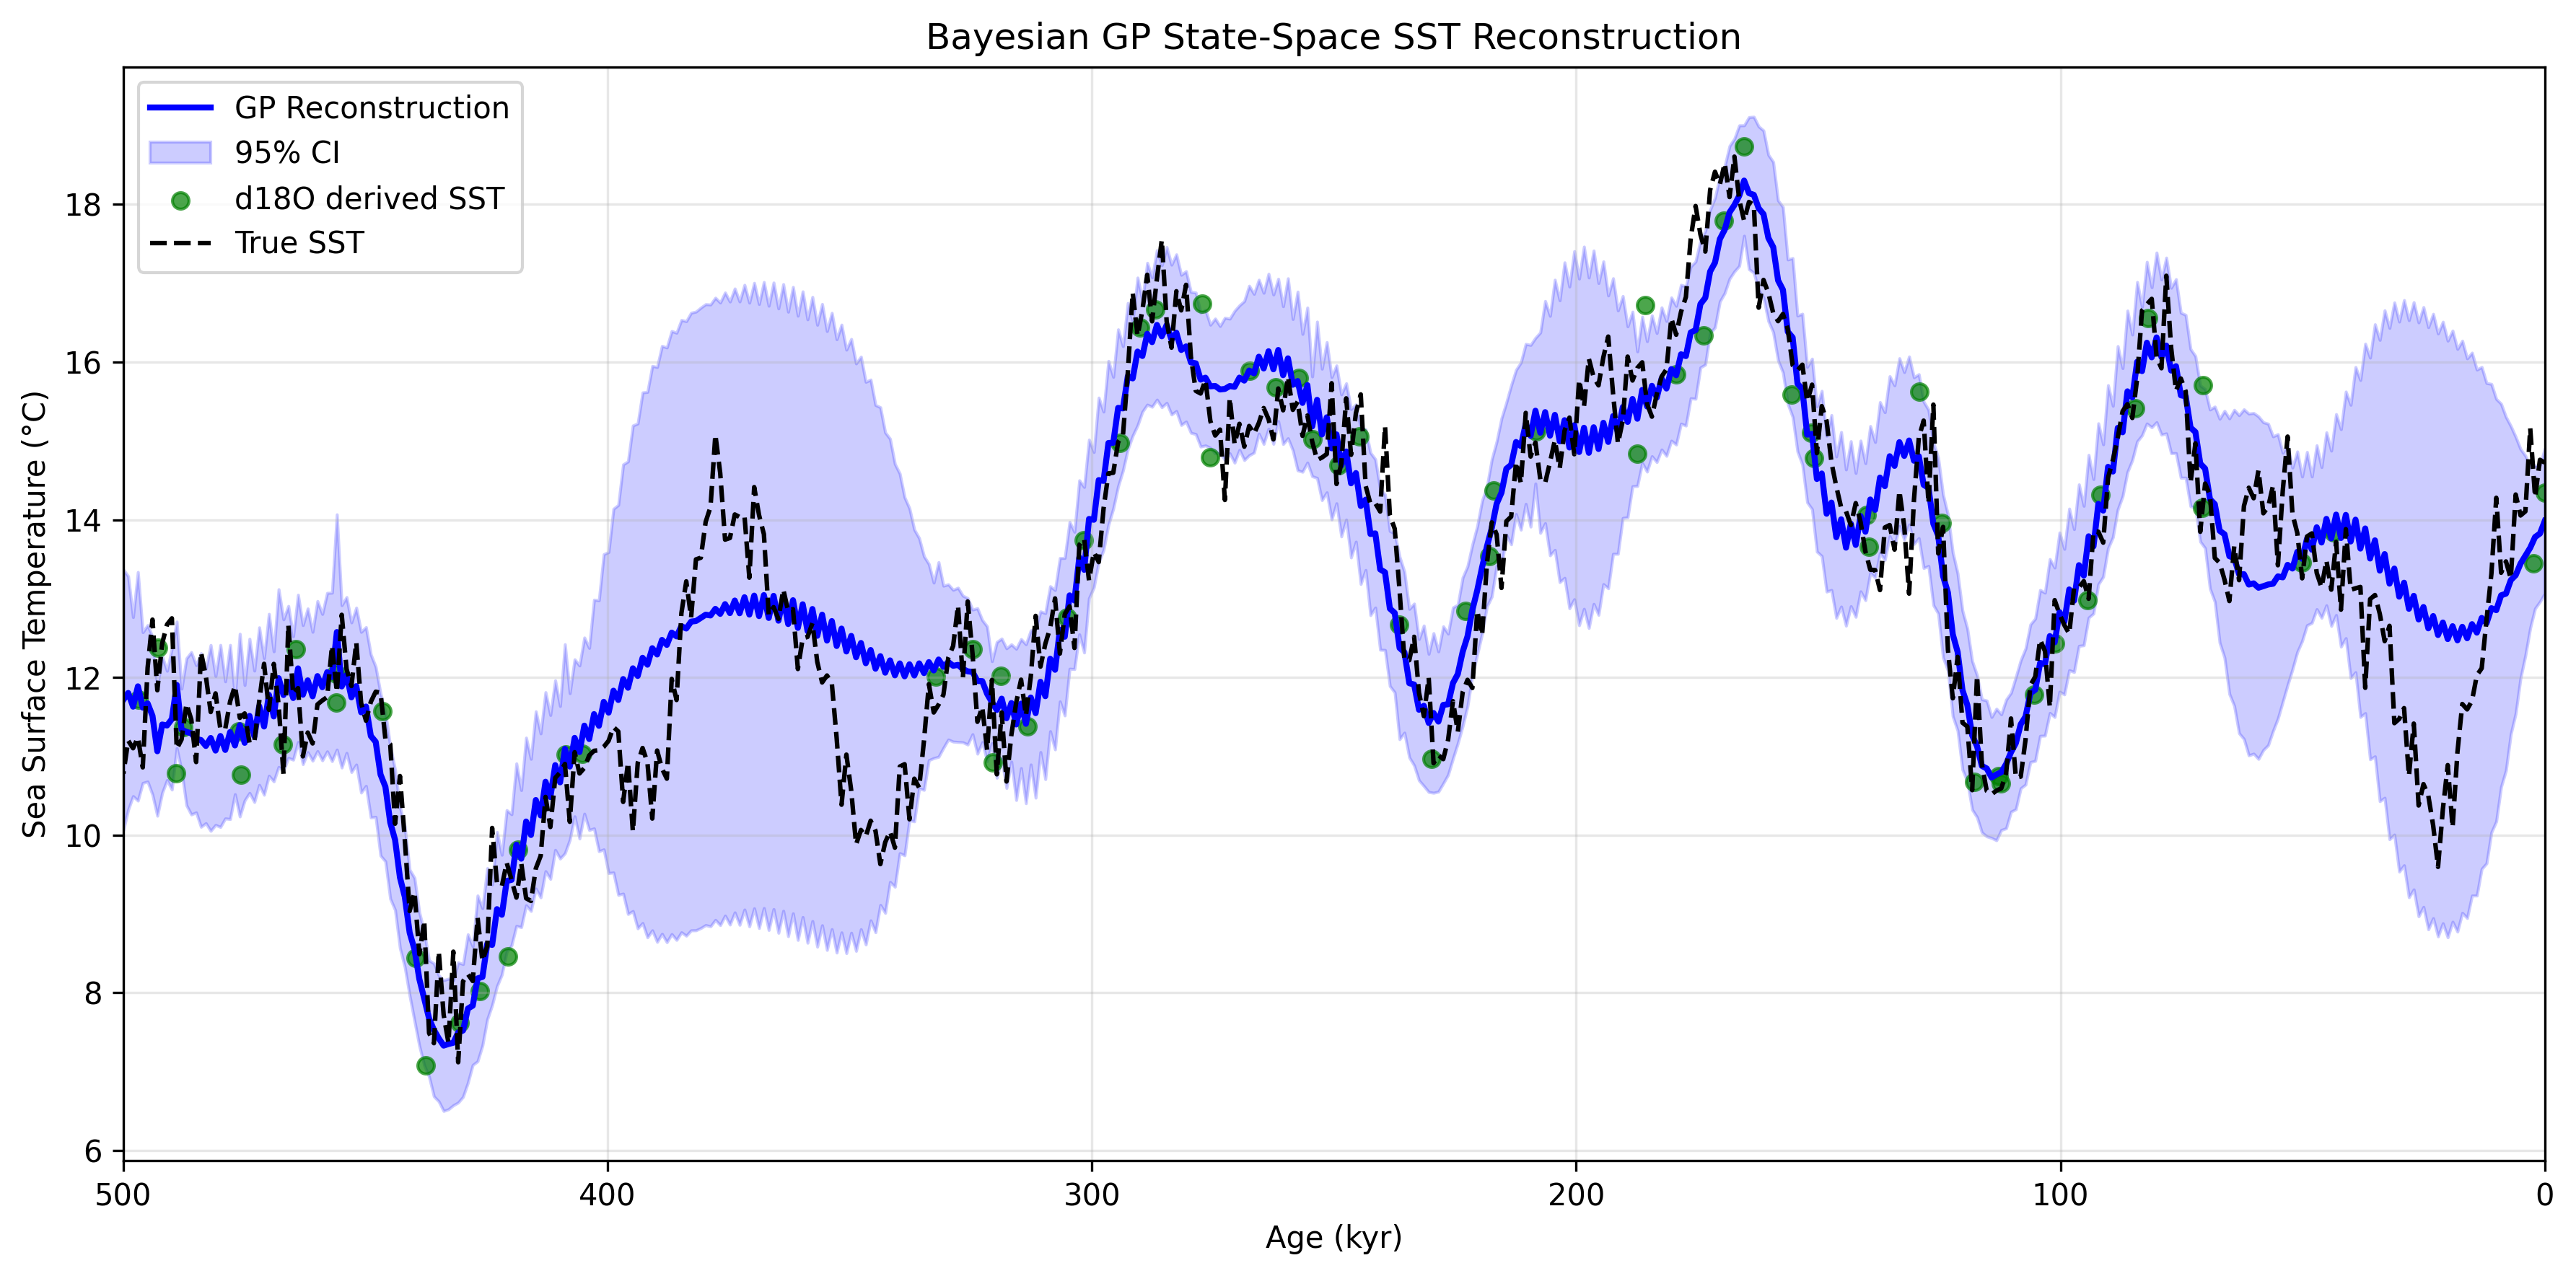 Bayesian GP State-Space SST Reconstruction
GP Reconstruction
95% CI
d18O derived SST
True SST
Sea Surface Temperature (°C)
18
16
14
12
10
8
6
500
400
300
200
100
0
Age (kyr)